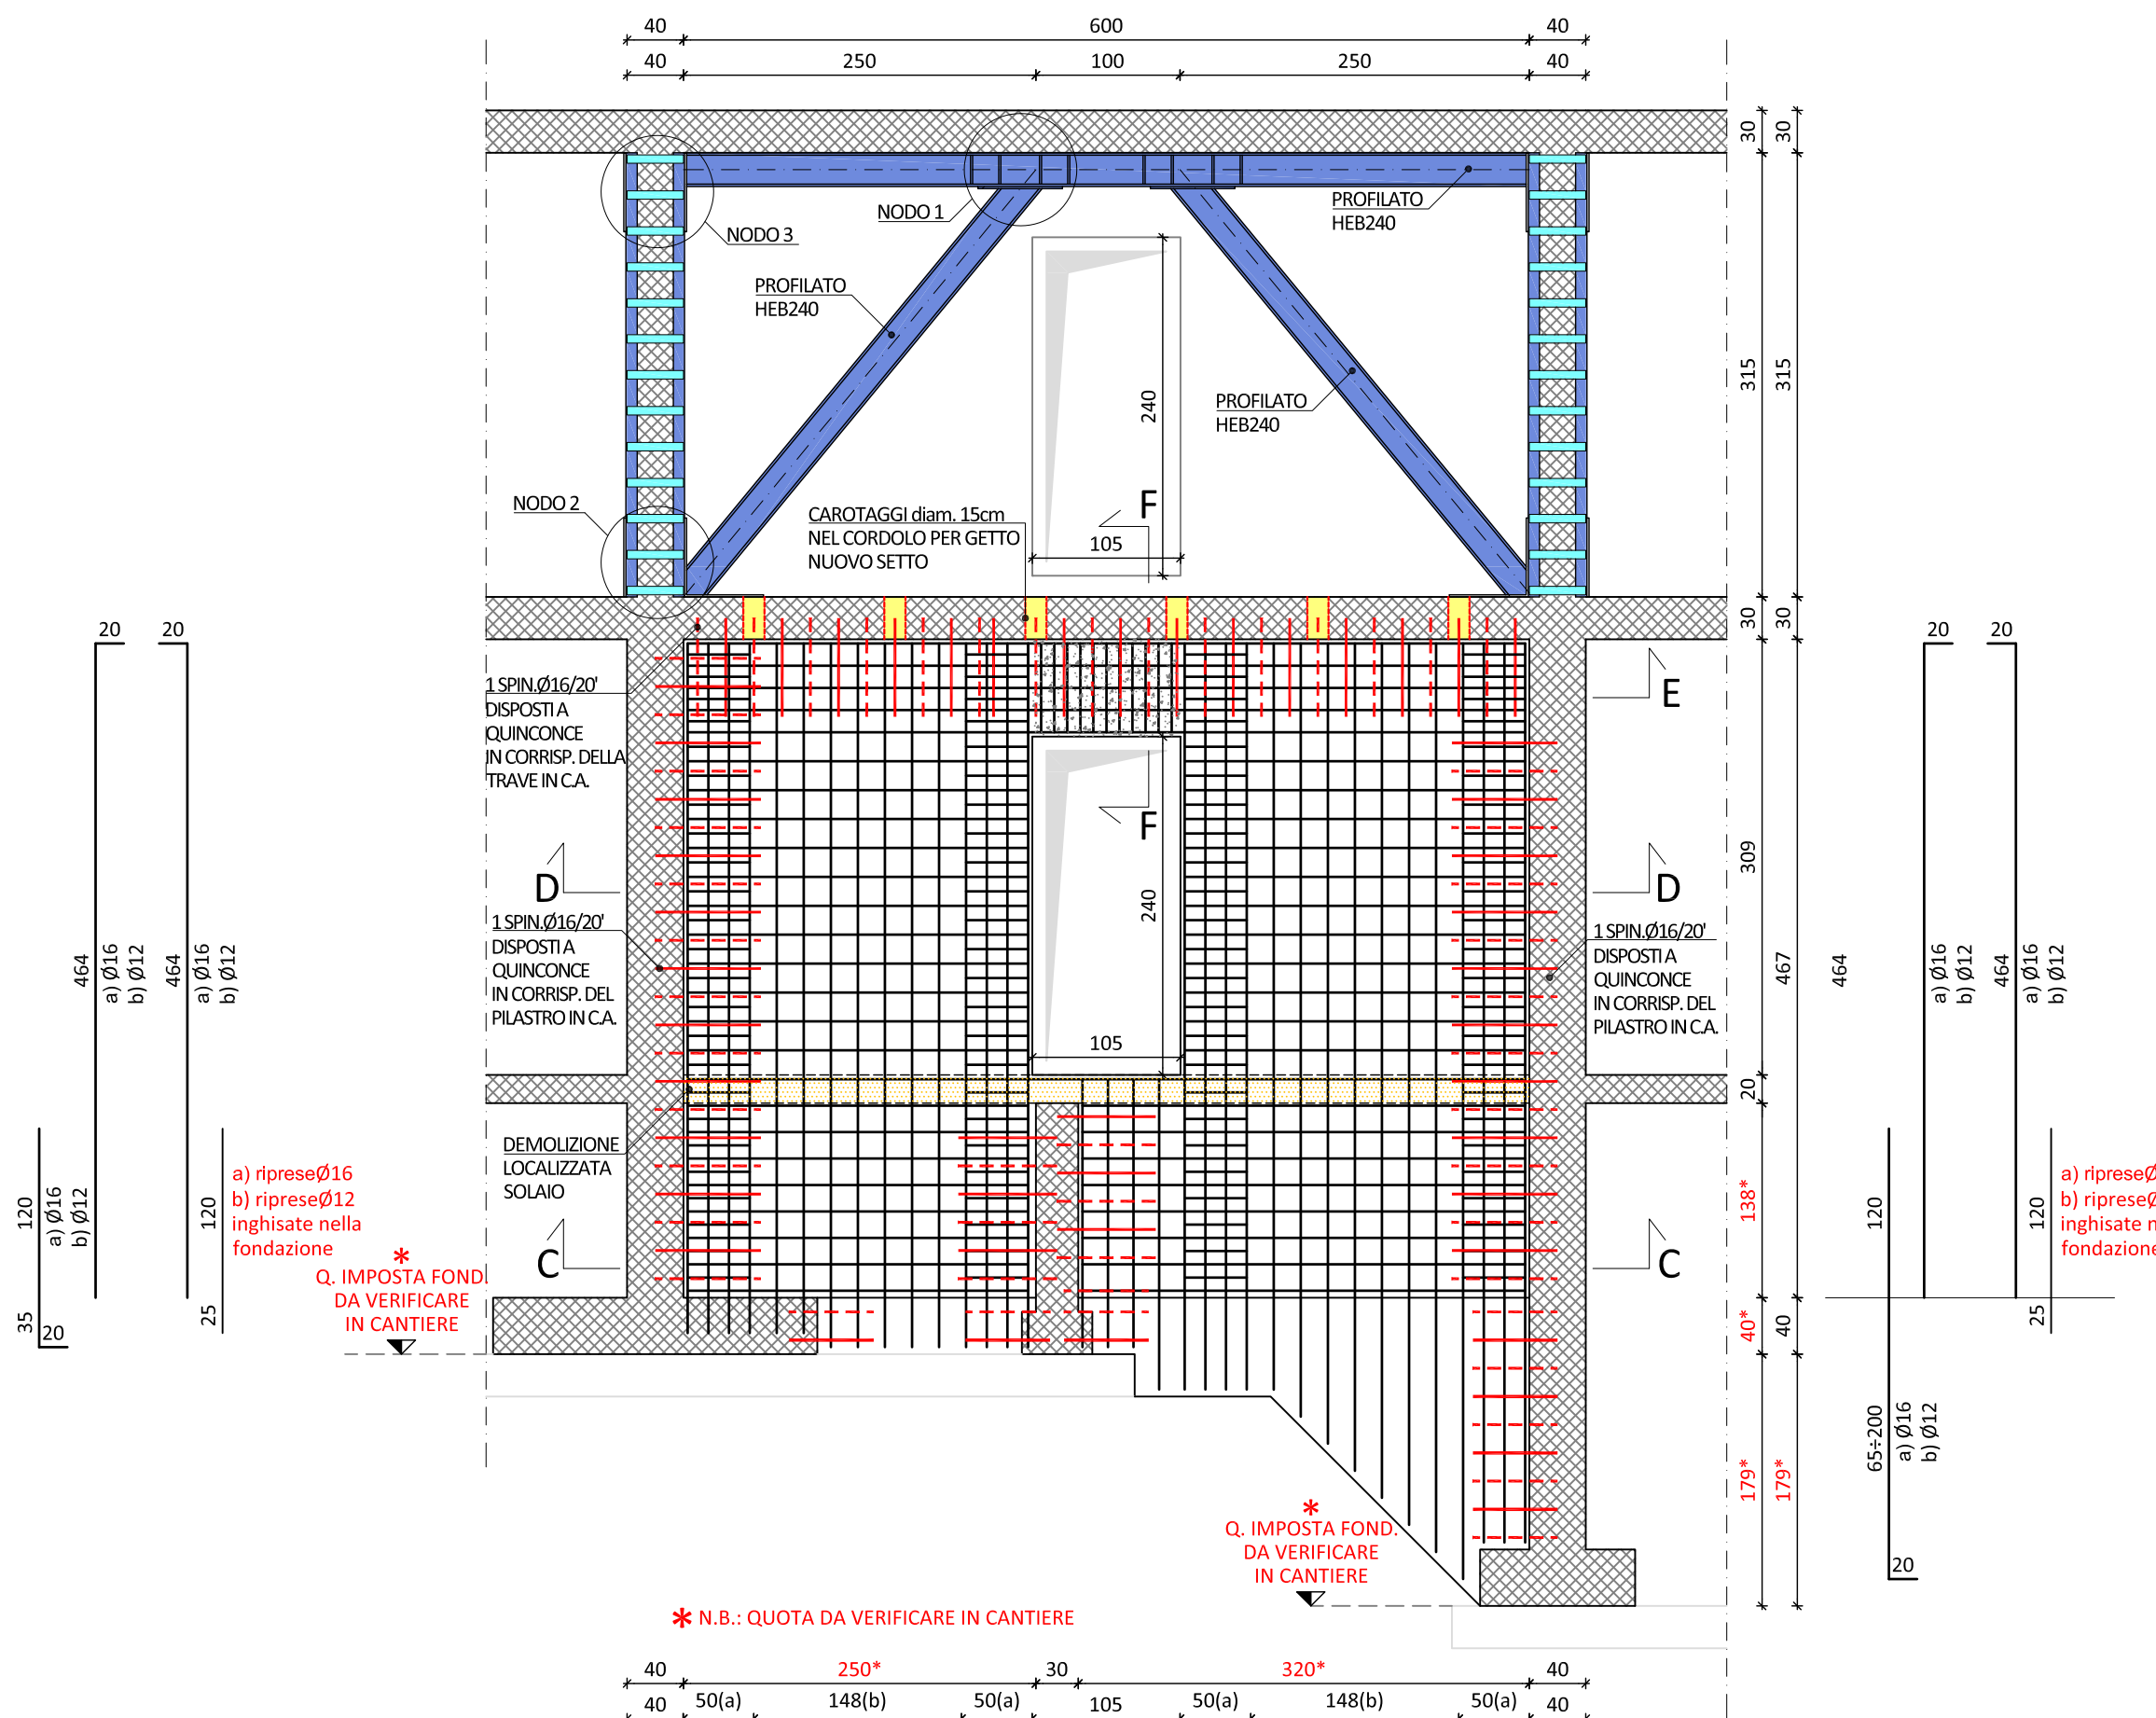 40
600
40
40
250
100
250
40
30
30
NODO 1
PROFILATO
HEB240
NODO 3
PROFILATO
HEB240
315
315
240
PROFILATO
HEB240
NODO 2
CAROTAGGI diam. 15cm
NEL CORDOLO PER GETTO
NUOVO SETTO
F
105
30
30
20
20
20
20
1 SPIN.Ø16/20'
DISPOSTI A
QUINCONCE
IN CORRISP. DELLA
TRAVE IN C.A.
E
F
D
D
309
240
1 SPIN.Ø16/20'
DISPOSTI A
QUINCONCE
IN CORRISP. DEL
PILASTRO IN C.A.
1 SPIN.Ø16/20'
DISPOSTI A
QUINCONCE
IN CORRISP. DEL
PILASTRO IN C.A.
464
a) Ø16
b) Ø12
464
a) Ø16
b) Ø12
467
464
a) Ø16
b) Ø12
464
a) Ø16
b) Ø12
105
20
DEMOLIZIONE
LOCALIZZATA
SOLAIO
120
a) Ø16
b) Ø12
120
a) ripreseØ16
b) ripreseØ12
inghisate nella
fondazione
138*
120
120
a) ripreseØ
b) ripreseØ
inghisate n
fondazione
C
C
*
Q. IMPOSTA FOND.
DA VERIFICARE
IN CANTIERE
35
20
25
40*
40
25
65÷200
a) Ø16
b) Ø12
20
179*
179*
*
Q. IMPOSTA FOND.
DA VERIFICARE
IN CANTIERE
* N.B.: QUOTA DA VERIFICARE IN CANTIERE
40
250*
30
320*
40
40
50(a)
148(b)
50(a)
105
50(a)
148(b)
50(a)
40